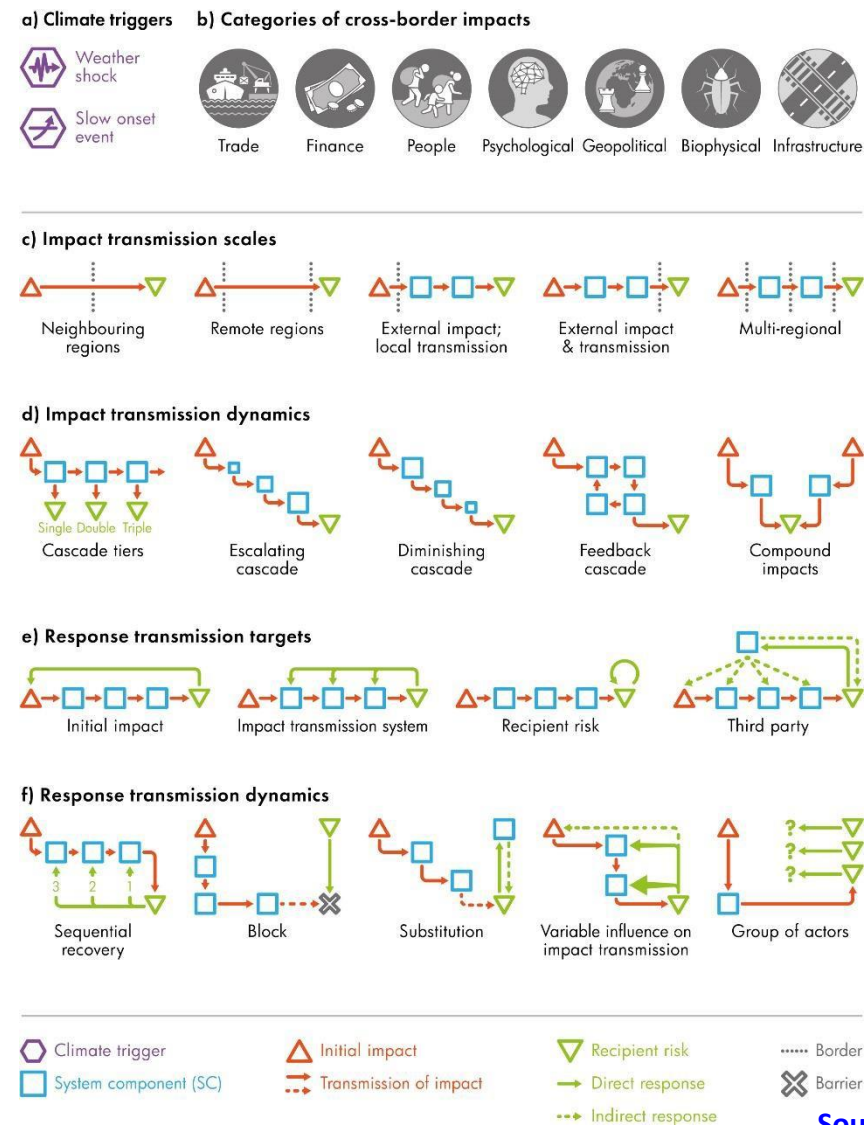 a) Climate triggers
Weather
shock
Slow onset
event
b) Categories of cross-border impacts
Trade
Finance
People
Psychological
Geopolitical
Biophysical
Infrastructure
c) Impact transmission scales
Neighbouring
regions
Remote regions
External impact;
local transmission
External impact
& transmission
Multi-regional
d) Impact transmission dynamics
Single Double Triple
Cascade tiers
Escalating
cascade
Diminishing
cascade
Feedback
cascade
Compound
impacts
e) Response transmission targets
Initial impact
Impact transmission system
Recipient risk
Third party
f) Response transmission dynamics
3 2 1
Sequential
recovery
Block
Substitution
Variable influence on
impact transmission
?
?
?
Group of actors
Climate trigger
System component (SC)
Initial impact
Transmission of impact
Recipient risk
Direct response
Indirect response
Border
Barrier
Sou